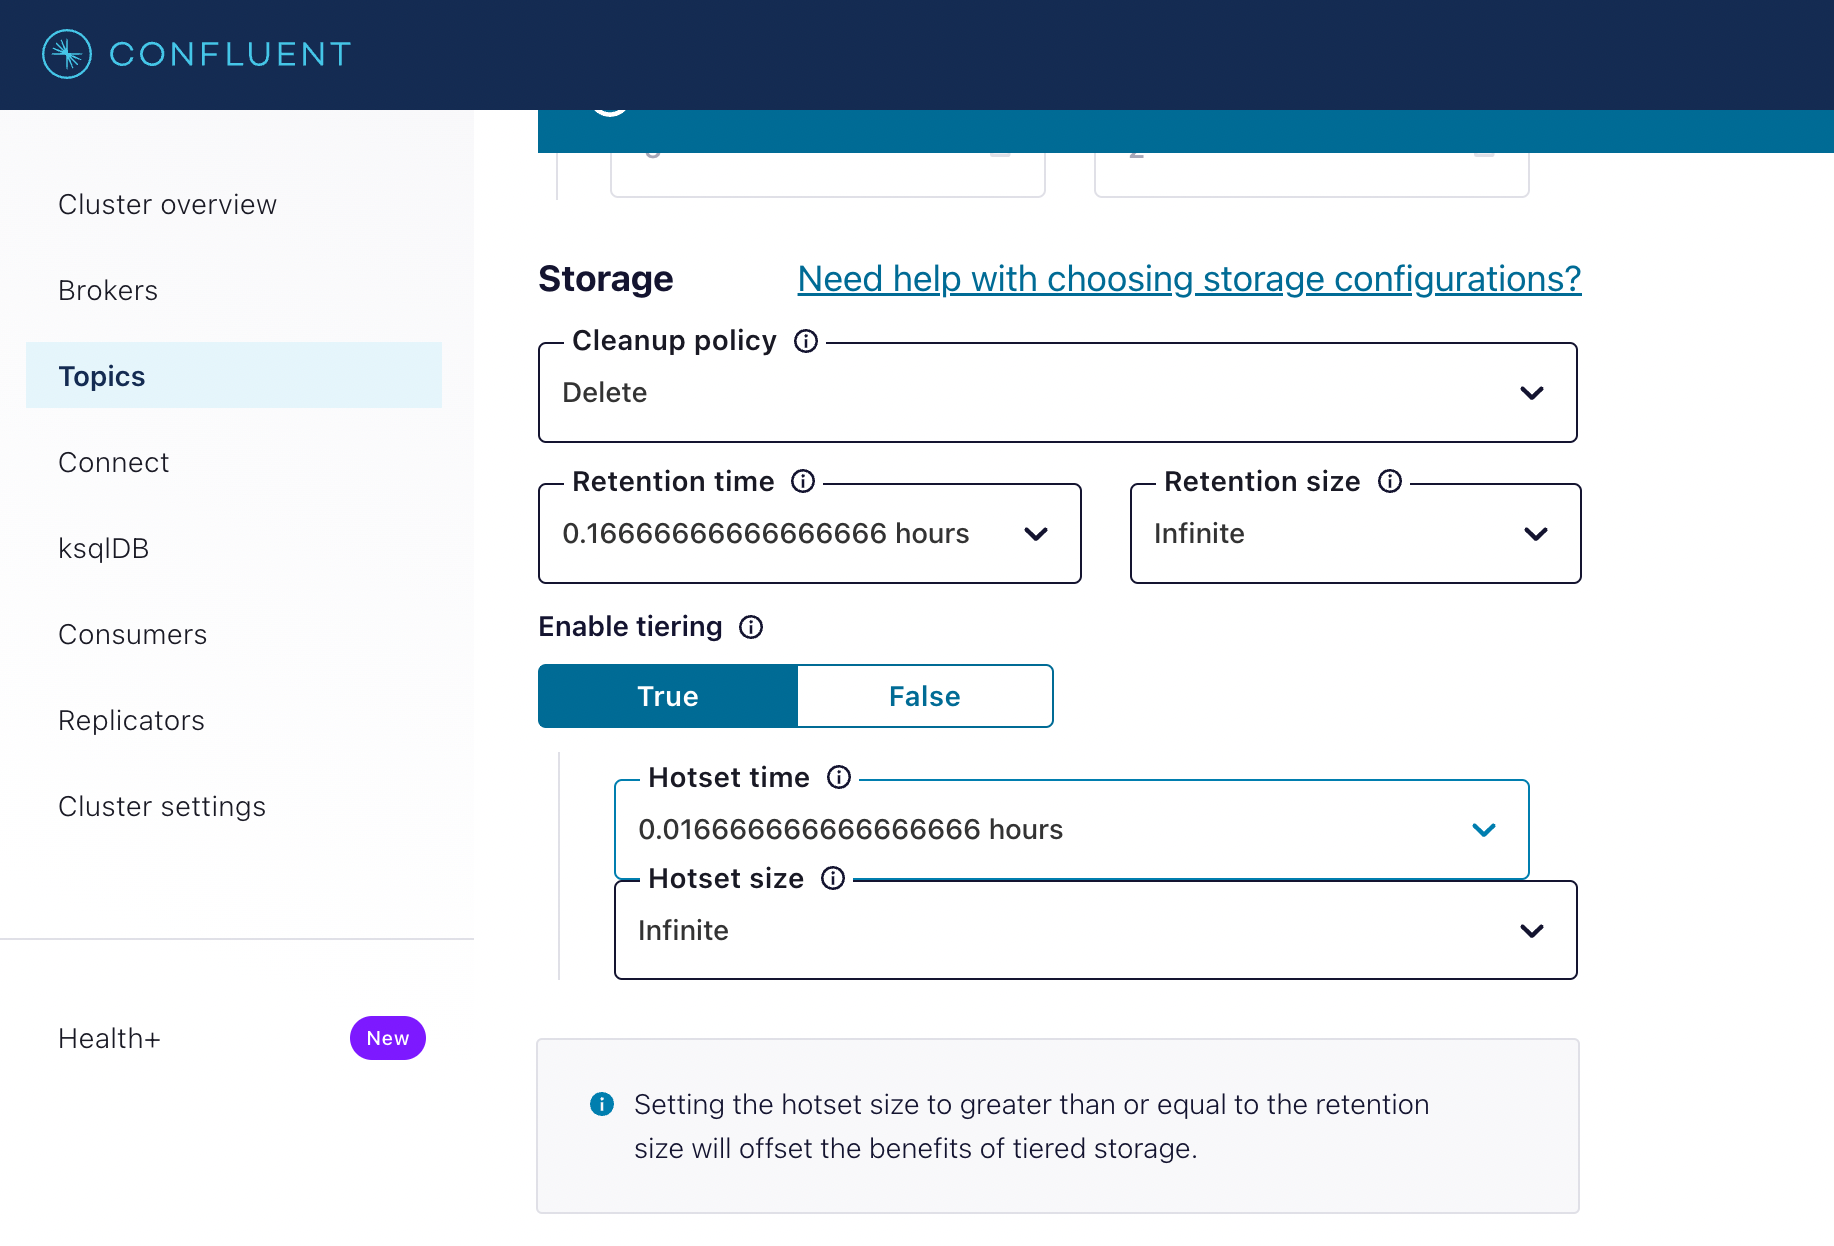 CONFLUENT
Cluster overview
Brokers
Topics
Connect
ksqlDB
Consumers
Replicators
Cluster settings
Health+
New
Storage
Need help with choosing storage configurations?
Cleanup policy
Delete
Retention time
0.16666666666666666 hours
Retention size
Infinite
Enable tiering
True
False
Hotset time
0.016666666666666666 hours
Hotset size
Infinite
Setting the hotset size to greater than or equal to the retention
size will offset the benefits of tiered storage.